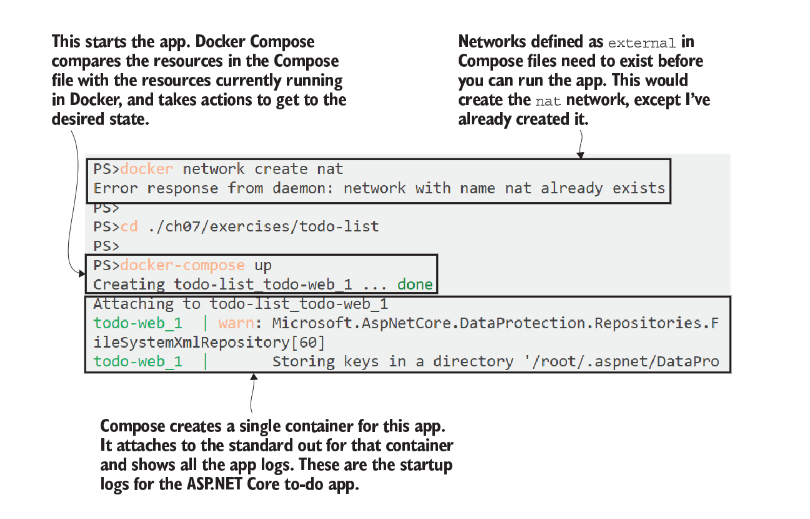 This starts the app. Docker Compose
compares the resources in the Compose
file with the resources currently running
in Docker, and takes actions to get to the
desired state.
Networks defined as external in
Compose files need to exist before
you can run the app. This would
create the nat network, except I've
already created it.
PS>docker network create nat
Error response from daemon: network with name nat already exists
PS>
PS>cd ./ch07/exercises/todo-list
PS>
PS>docker-compose up
Creating todo-list_todo-web_1 ... done
Attaching to todo-list_todo-web_1
todo-web_1  | warn: Microsoft.AspNetCore.DataProtection.Repositories.F
ileSystemXmlRepository[60]
todo-web_1  |       Storing keys in a directory '/root/.aspnet/DataPro
Compose creates a single container for this app.
It attaches to the standard out for that container
and shows all the app logs. These are the startup
logs for the ASP.NET Core to-do app.